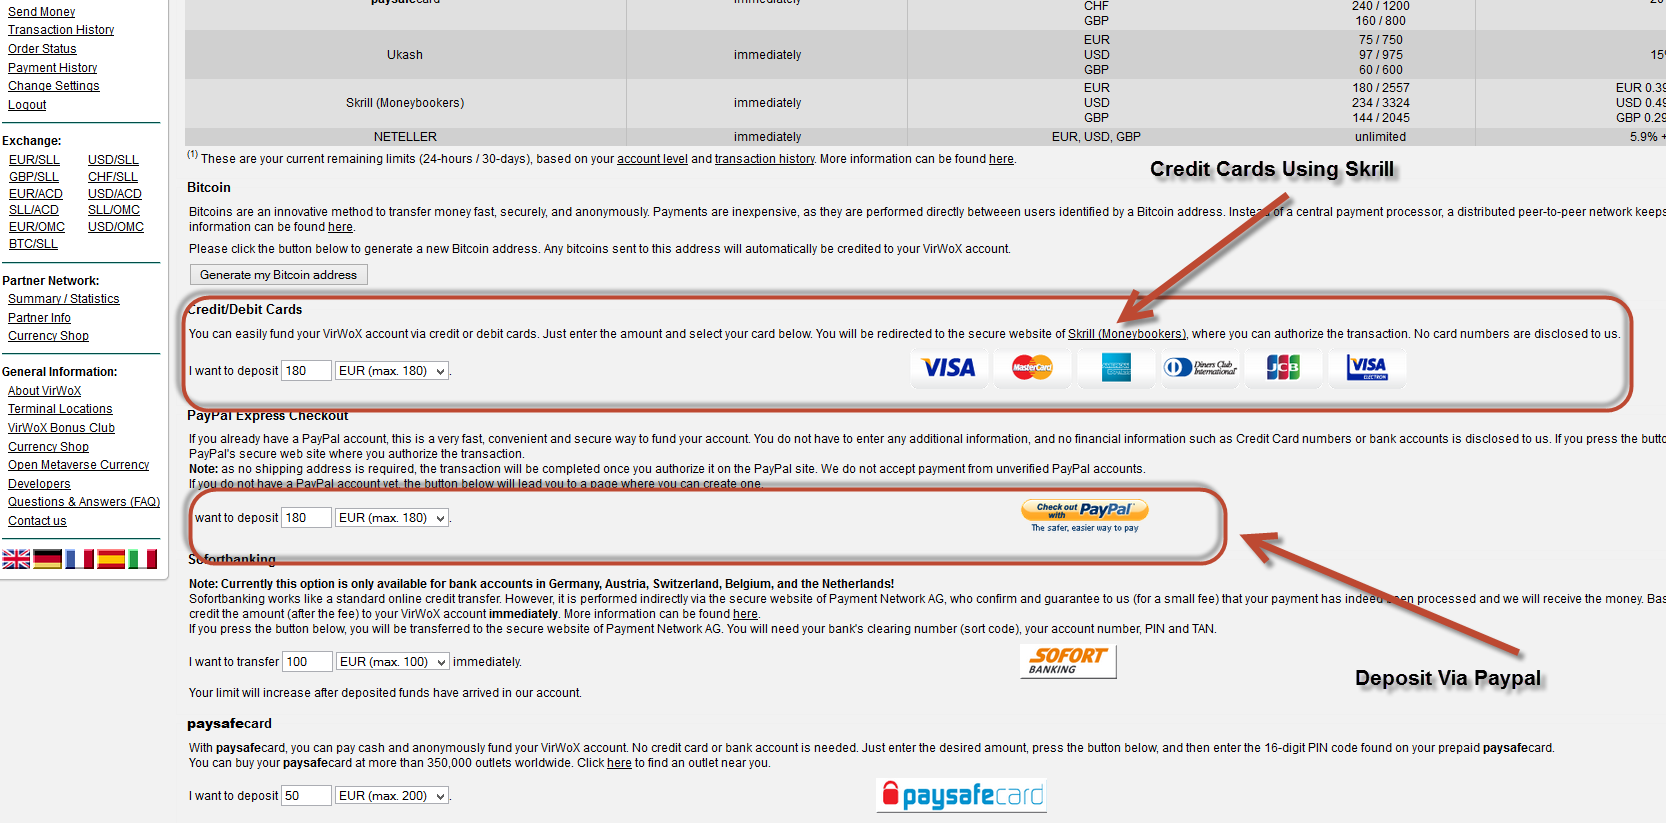 Send Money
Transaction History
Order Status
Payment History
Change Settings
Logout
Exchange:
EUR/SLL USD/SLL
GBP/SLL CHF/SLL
EUR/ACD USD/ACD
SLL/ACD SLL/OMC
EUR/OMC USD/OMC
BTC/SLL
Partner Network:
Summary / Statistics
Partner Info
Currency Shop
General Information:
About VirWoX
Terminal Locations
VirWoX Bonus Club
Currency Shop
Open Metaverse Currency
Developers
Questions & Answers (FAQ)
Contact us
paysafecard immediately CHF 240 / 1200
GBP 160 / 800
Ukash immediately EUR 75 / 750
USD 97 / 975 15%
GBP 60 / 600
Skrill (Moneybookers) immediately EUR 180 / 2557 EUR 0.39
USD 234 / 3324 USD 0.49
GBP 144 / 2045 GBP 0.29
NETELLER immediately EUR, USD, GBP unlimited 5.9% +
(1) These are your current remaining limits (24-hours / 30-days), based on your account level and transaction history. More information can be found here.
Credit Cards Using Skrill
Bitcoin
Bitcoins are an innovative method to transfer money fast, securely, and anonymously. Payments are inexpensive, as they are performed directly betweeen users identified by a Bitcoin address. Instead of a central payment processor, a distributed peer-to-peer network keeps
information can be found here.
Please click the button below to generate a new Bitcoin address. Any bitcoins sent to this address will automatically be credited to your VirWoX account.
Generate my Bitcoin address
Credit/Debit Cards
You can easily fund your VirWoX account via credit or debit cards. Just enter the amount and select your card below. You will be redirected to the secure website of Skrill (Moneybookers), where you can authorize the transaction. No card numbers are disclosed to us.
I want to deposit 180 EUR (max. 180) .
VISA MasterCard AMERICAN EXPRESS Diners Club International JCB VISA ELECTRON
PayPal Express Checkout
If you already have a PayPal account, this is a very fast, convenient and secure way to fund your account. You do not have to enter any additional information, and no financial information such as Credit Card numbers or bank accounts is disclosed to us. If you press the
PayPal's secure web site where you authorize the transaction.
Note: as no shipping address is required, the transaction will be completed once you authorize it on the PayPal site. We do not accept payment from unverified PayPal accounts.
If you do not have a PayPal account yet, the button below will lead you to a page where you can create one.
want to deposit 180 EUR (max. 180) .
Check out with PayPal
The safer, easier way to pay
Sofortbanking
Note: Currently this option is only available for bank accounts in Germany, Austria, Switzerland, Belgium, and the Netherlands!
Sofortbanking works like a standard online credit transfer. However, it is performed indirectly via the secure website of Payment Network AG, who confirm and guarantee to us (for a small fee) that your payment has indeed been processed and we will receive the money. Bas
credit the amount (after the fee) to your VirWoX account immediately. More information can be found here.
If you press the button below, you will be transferred to the secure website of Payment Network AG. You will need your bank's clearing number (sort code), your account number, PIN and TAN.
I want to transfer 100 EUR (max. 100) immediately.
SOFORT
BANKING
Deposit Via Paypal
Your limit will increase after deposited funds have arrived in our account.
paysafecard
With paysafecard, you can pay cash and anonymously fund your VirWoX account. No credit card or bank account is needed. Just enter the desired amount, press the button below, and then enter the 16-digit PIN code found on your prepaid paysafecard.
You can buy your paysafecard at more than 350,000 outlets worldwide. Click here to find an outlet near you.
I want to deposit 50 EUR (max. 200) .
paysafecard